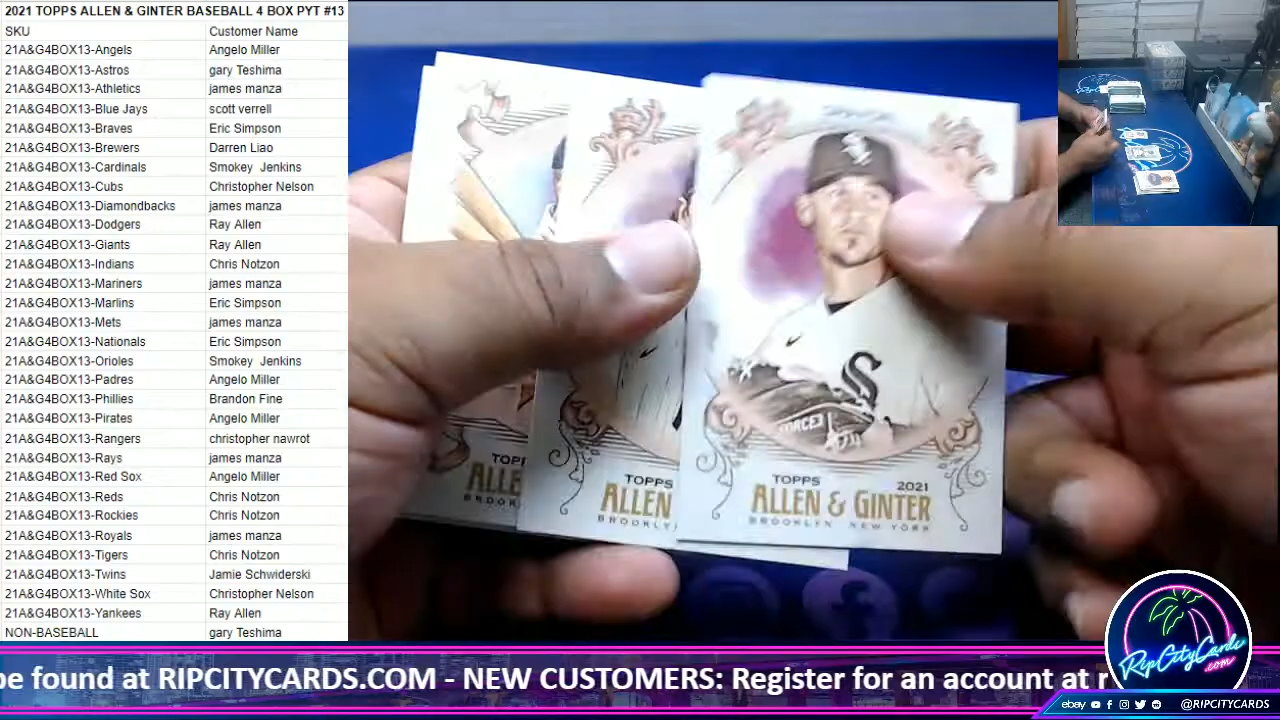 2021 TOPPS ALLEN & GINTER BASEBALL 4 BOX PYT #13
SKU Customer Name
21A&G4BOX13-Angels Angelo Miller
21A&G4BOX13-Astros gary Teshima
21A&G4BOX13-Athletics james manza
21A&G4BOX13-Blue Jays scott verrell
21A&G4BOX13-Braves Eric Simpson
21A&G4BOX13-Brewers Darren Liao
21A&G4BOX13-Cardinals Smokey Jenkins
21A&G4BOX13-Cubs Christopher Nelson
21A&G4BOX13-Diamondbacks james manza
21A&G4BOX13-Dodgers Ray Allen
21A&G4BOX13-Giants Ray Allen
21A&G4BOX13-Indians Chris Notzon
21A&G4BOX13-Mariners james manza
21A&G4BOX13-Marlins Eric Simpson
21A&G4BOX13-Mets james manza
21A&G4BOX13-Nationals Eric Simpson
21A&G4BOX13-Orioles Smokey Jenkins
21A&G4BOX13-Padres Angelo Miller
21A&G4BOX13-Phillies Brandon Fine
21A&G4BOX13-Pirates Angelo Miller
21A&G4BOX13-Rangers christopher nawrot
21A&G4BOX13-Rays james manza
21A&G4BOX13-Red Sox Angelo Miller
21A&G4BOX13-Reds Chris Notzon
21A&G4BOX13-Rockies Chris Notzon
21A&G4BOX13-Royals james manza
21A&G4BOX13-Tigers Chris Notzon
21A&G4BOX13-Twins Jamie Schwiderski
21A&G4BOX13-White Sox Christopher Nelson
21A&G4BOX13-Yankees Ray Allen
NON-BASEBALL gary Teshima
TOPP
ALLE
BROOK
TOPPS
ALLEN
BROOKLY
TOPPS 2021
ALLEN & GINTER
BROOKLYN NEW YORK
be found at RIPCITYCARDS.COM - NEW CUSTOMERS: Register for an account at r
RipCityCards
.com
ebay @RIPCITYCARDS